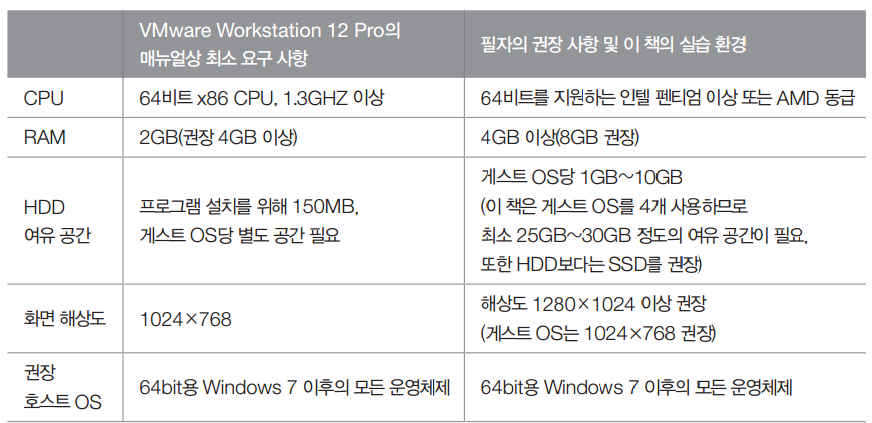 VMware Workstation 12 Pro의
매뉴얼상 최소 요구 사항
필자의 권장 사항 및 이 책의 실습 환경
CPU
64비트 x86 CPU, 1.3GHZ 이상
64비트를 지원하는 인텔 펜티엄 이상 또는 AMD 동급
RAM
2GB(권장 4GB 이상)
4GB 이상(8GB 권장)
HDD
여유 공간
프로그램 설치를 위해 150MB,
게스트 OS당 별도 공간 필요
게스트 OS당 1GB~10GB
(이 책은 게스트 OS를 4개 사용하므로
최소 25GB~30GB 정도의 여유 공간이 필요,
또한 HDD보다는 SSD를 권장)
화면 해상도
1024×768
해상도 1280×1024 이상 권장
(게스트 OS는 1024×768 권장)
권장
호스트 OS
64bit용 Windows 7 이후의 모든 운영체제
64bit용 Windows 7 이후의 모든 운영체제